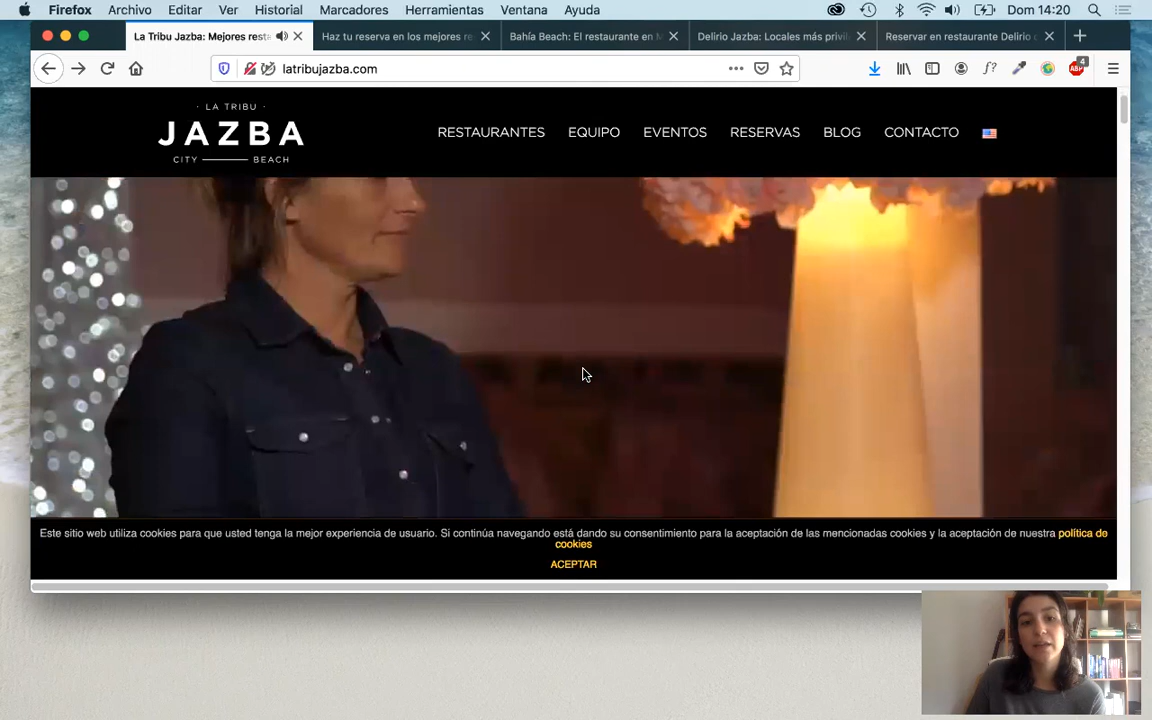 Firefox Archivo Editar Ver Historial Marcadores Herramientas Ventana Ayuda Dom 14:20
La Tribu Jazba: Mejores resta Haz tu reserva en los mejores re Bahía Beach: El restaurante en M Delirio Jazba: Locales más privil Reservar en restaurante Delirio d
latribujazba.com ABP 4
· LA TRIBU ·
JAZBA
CITY BEACH
RESTAURANTES EQUIPO EVENTOS RESERVAS BLOG CONTACTO
Este sitio web utiliza cookies para que usted tenga la mejor experiencia de usuario. Si continúa navegando está dando su consentimiento para la aceptación de las mencionadas cookies y la aceptación de nuestra política de
cookies
ACEPTAR